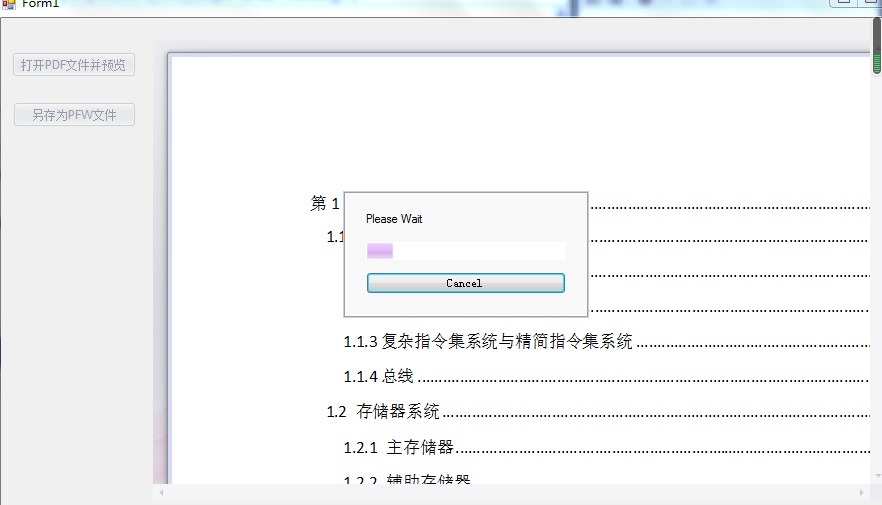 Form1
打开PDF文件并预览
另存为PFW文件
第 1
1.1
Please Wait
Cancel
1.1.3 复杂指令集系统与精简指令集系统
1.1.4 总线
1.2 存储器系统
1.2.1 主存储器
1.2.2 辅助存储器